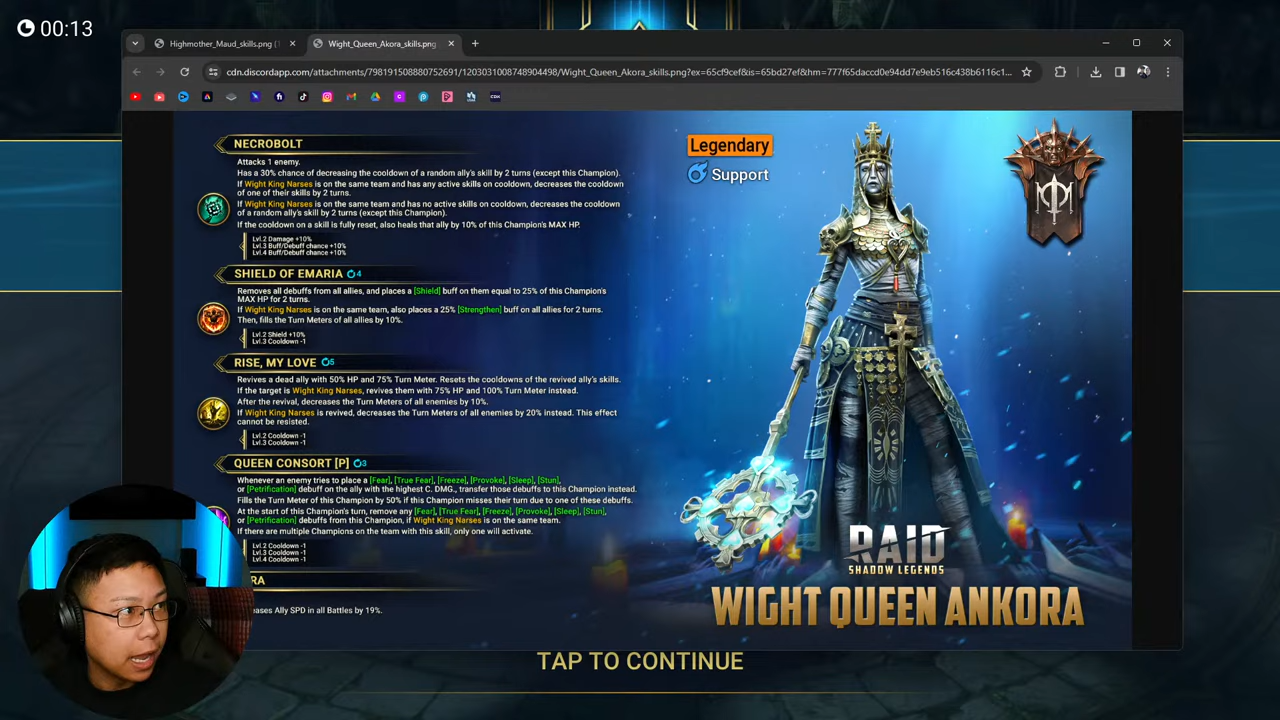 00:13
Highmother_Maud_skills.png (
Wight_Queen_Akora_skills.png
cdn.discordapp.com/attachments/798191508880752691/1203031008748904498/Wight_Queen_Akora_skills.png?ex=65cf9cef&is=65bd27ef&hm=777f65daccd0e94dd7e9eb516c438b6116c1...
NECROBOLT
Attacks 1 enemy.
Has a 30% chance of decreasing the cooldown of a random ally's skill by 2 turns (except this Champion).
If Wight King Narses is on the same team and has any active skills on cooldown, decreases the cooldown
of one of their skills by 2 turns.
If Wight King Narses is on the same team and has no active skills on cooldown, decreases the cooldown
of a random ally's skill by 2 turns (except this Champion).
If the cooldown on a skill is fully reset, also heals that ally by 10% of this Champion's MAX HP.
Lvl.2 Damage +10%
Lvl.3 Buff/Debuff chance +10%
Lvl.4 Buff/Debuff chance +10%
SHIELD OF EMARIA 4
Removes all debuffs from all allies, and places a [Shield] buff on them equal to 25% of this Champion's
MAX HP for 2 turns.
If Wight King Narses is on the same team, also places a 25% [Strengthen] buff on all allies for 2 turns.
Then, fills the Turn Meters of all allies by 10%.
Lvl.2 Shield +10%
Lvl.3 Cooldown -1
RISE, MY LOVE 5
Revives a dead ally with 50% HP and 75% Turn Meter. Resets the cooldowns of the revived ally's skills.
If the target is Wight King Narses, revives them with 75% HP and 100% Turn Meter instead.
After the revival, decreases the Turn Meters of all enemies by 10%.
If Wight King Narses is revived, decreases the Turn Meters of all enemies by 20% instead. This effect
cannot be resisted.
Lvl.2 Cooldown -1
Lvl.3 Cooldown -1
QUEEN CONSORT [P] 3
Whenever an enemy tries to place a [Fear], [True Fear], [Freeze], [Provoke], [Sleep], [Stun],
or [Petrification] debuff on the ally with the highest C. DMG., transfer those debuffs to this Champion instead.
Fills the Turn Meter of this Champion by 50% if this Champion misses their turn due to one of these debuffs.
At the start of this Champion's turn, remove any [Fear], [True Fear], [Freeze], [Provoke], [Sleep], [Stun],
or [Petrification] debuffs from this Champion, if Wight King Narses is on the same team.
If there are multiple Champions on the team with this skill, only one will activate.
Lvl.2 Cooldown -1
Lvl.3 Cooldown -1
Lvl.4 Cooldown -1
RA
eases Ally SPD in all Battles by 19%.
Legendary
Support
RAID
SHADOW LEGENDS
WIGHT QUEEN ANKORA
TAP TO CONTINUE